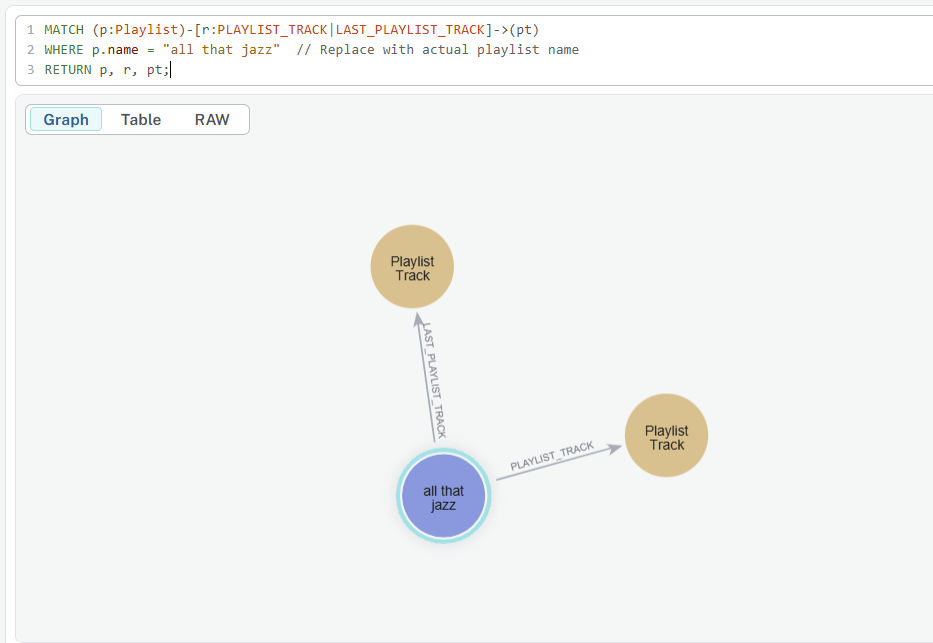 1 MATCH (p:Playlist)-[r:PLAYLIST_TRACK|LAST_PLAYLIST_TRACK]->(pt)
2 WHERE p.name = "all that jazz"  // Replace with actual playlist name
3 RETURN p, r, pt;
Graph Table RAW
Playlist
Track
LAST_PLAYLIST_TRACK
Playlist
Track
PLAYLIST_TRACK
all that
jazz